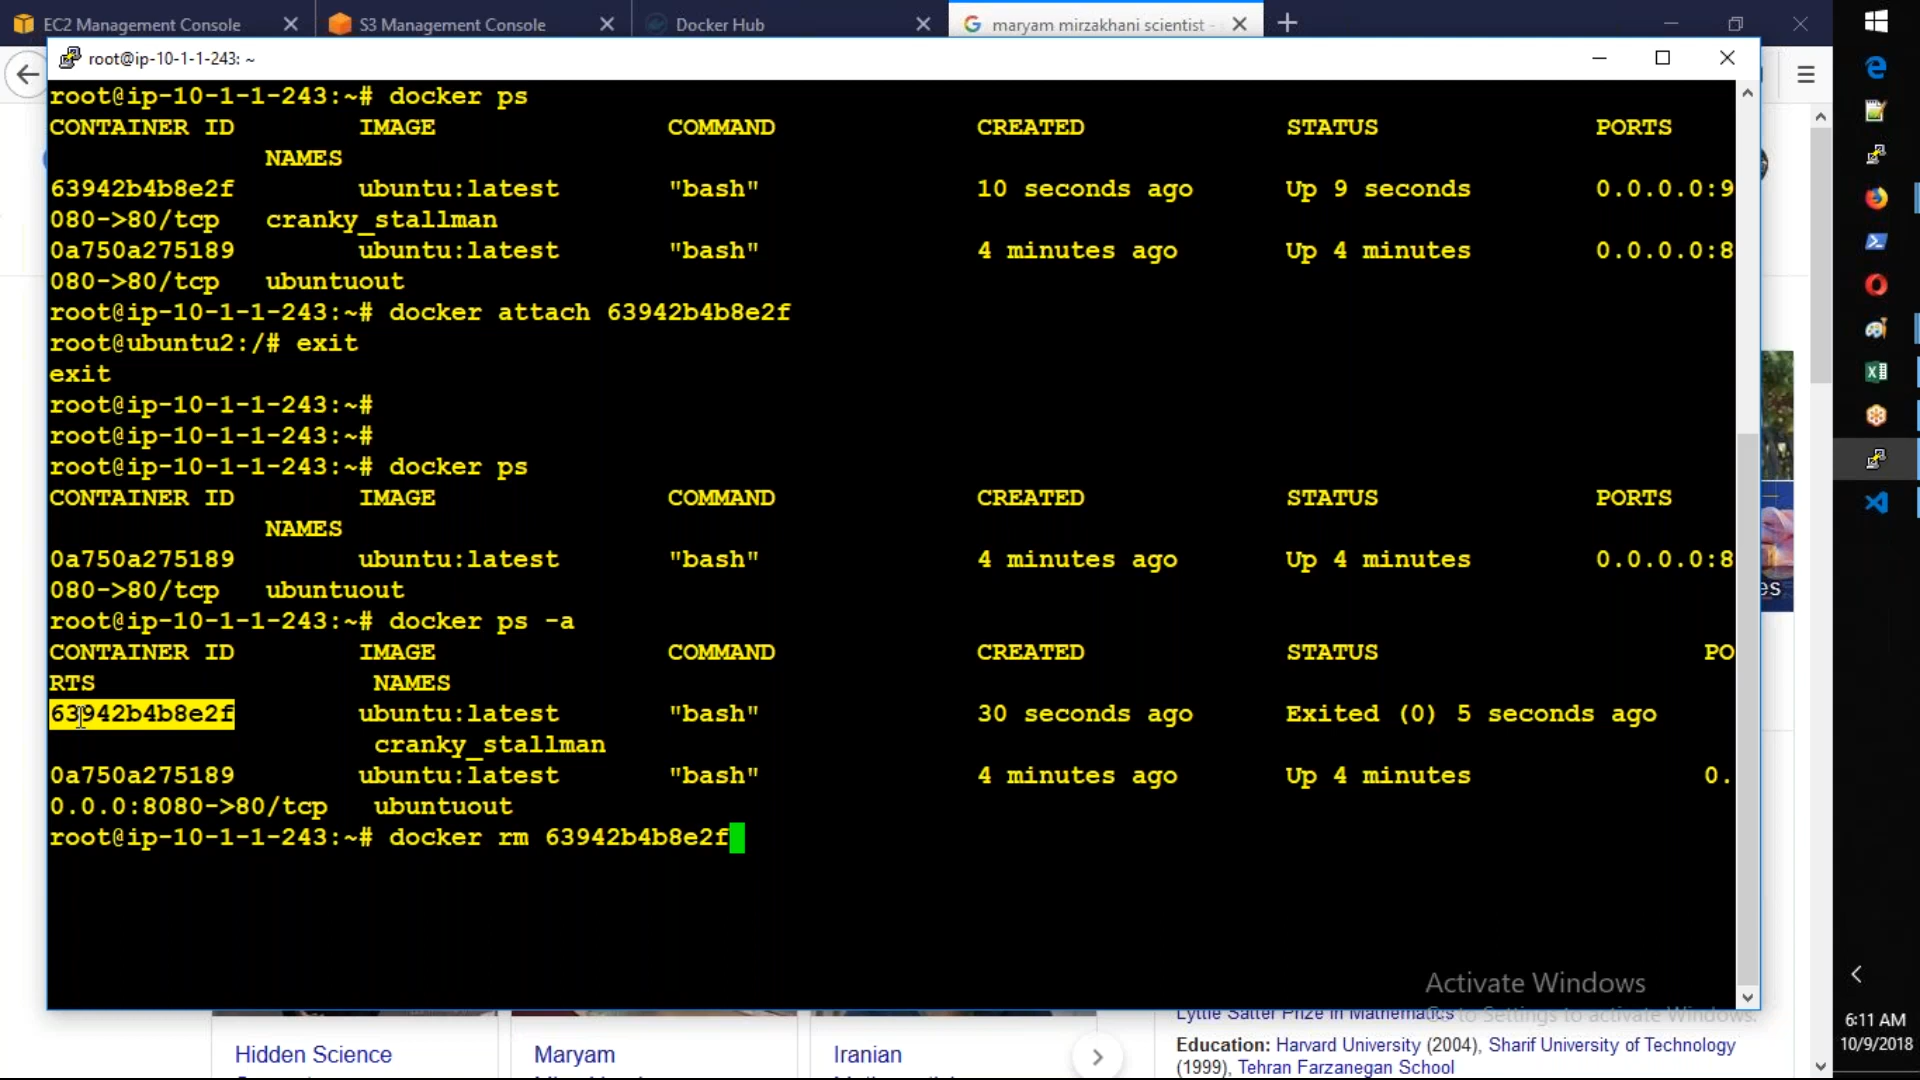 EC2 Management Console
S3 Management Console
Docker Hub
maryam mirzakhani scientist -
root@ip-10-1-1-243: ~
root@ip-10-1-1-243:~# docker ps
CONTAINER ID IMAGE COMMAND CREATED STATUS PORTS
NAMES
63942b4b8e2f ubuntu:latest "bash" 10 seconds ago Up 9 seconds 0.0.0.0:9
080->80/tcp cranky_stallman
0a750a275189 ubuntu:latest "bash" 4 minutes ago Up 4 minutes 0.0.0.0:8
080->80/tcp ubuntuout
root@ip-10-1-1-243:~# docker attach 63942b4b8e2f
root@ubuntu2:/# exit
exit
root@ip-10-1-1-243:~#
root@ip-10-1-1-243:~#
root@ip-10-1-1-243:~# docker ps
CONTAINER ID IMAGE COMMAND CREATED STATUS PORTS
NAMES
0a750a275189 ubuntu:latest "bash" 4 minutes ago Up 4 minutes 0.0.0.0:8
080->80/tcp ubuntuout
root@ip-10-1-1-243:~# docker ps -a
CONTAINER ID IMAGE COMMAND CREATED STATUS PO
RTS NAMES
63942b4b8e2f ubuntu:latest "bash" 30 seconds ago Exited (0) 5 seconds ago
cranky_stallman
0a750a275189 ubuntu:latest "bash" 4 minutes ago Up 4 minutes 0.
0.0.0:8080->80/tcp ubuntuout
root@ip-10-1-1-243:~# docker rm 63942b4b8e2f
es
Activate Windows
Go to Settings to activate Windows.
Lyttle Satter Prize in Mathematics
Education: Harvard University (2004), Sharif University of Technology
(1999), Tehran Farzanegan School
Hidden Science
Maryam
Iranian
6:11 AM
10/9/2018